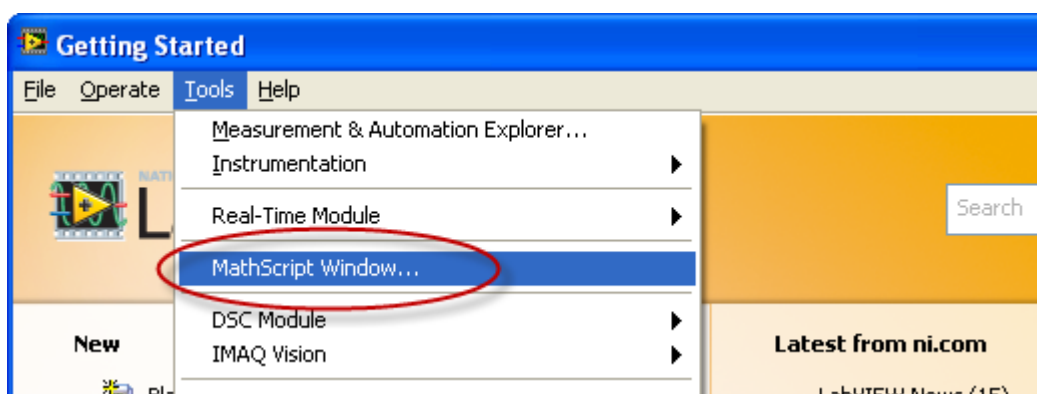 Getting Started
File Operate Tools Help
Measurement & Automation Explorer...
Instrumentation
NATI
L
Real-Time Module
Search
MathScript Window...
DSC Module
New
Latest from ni.com
IMAQ Vision